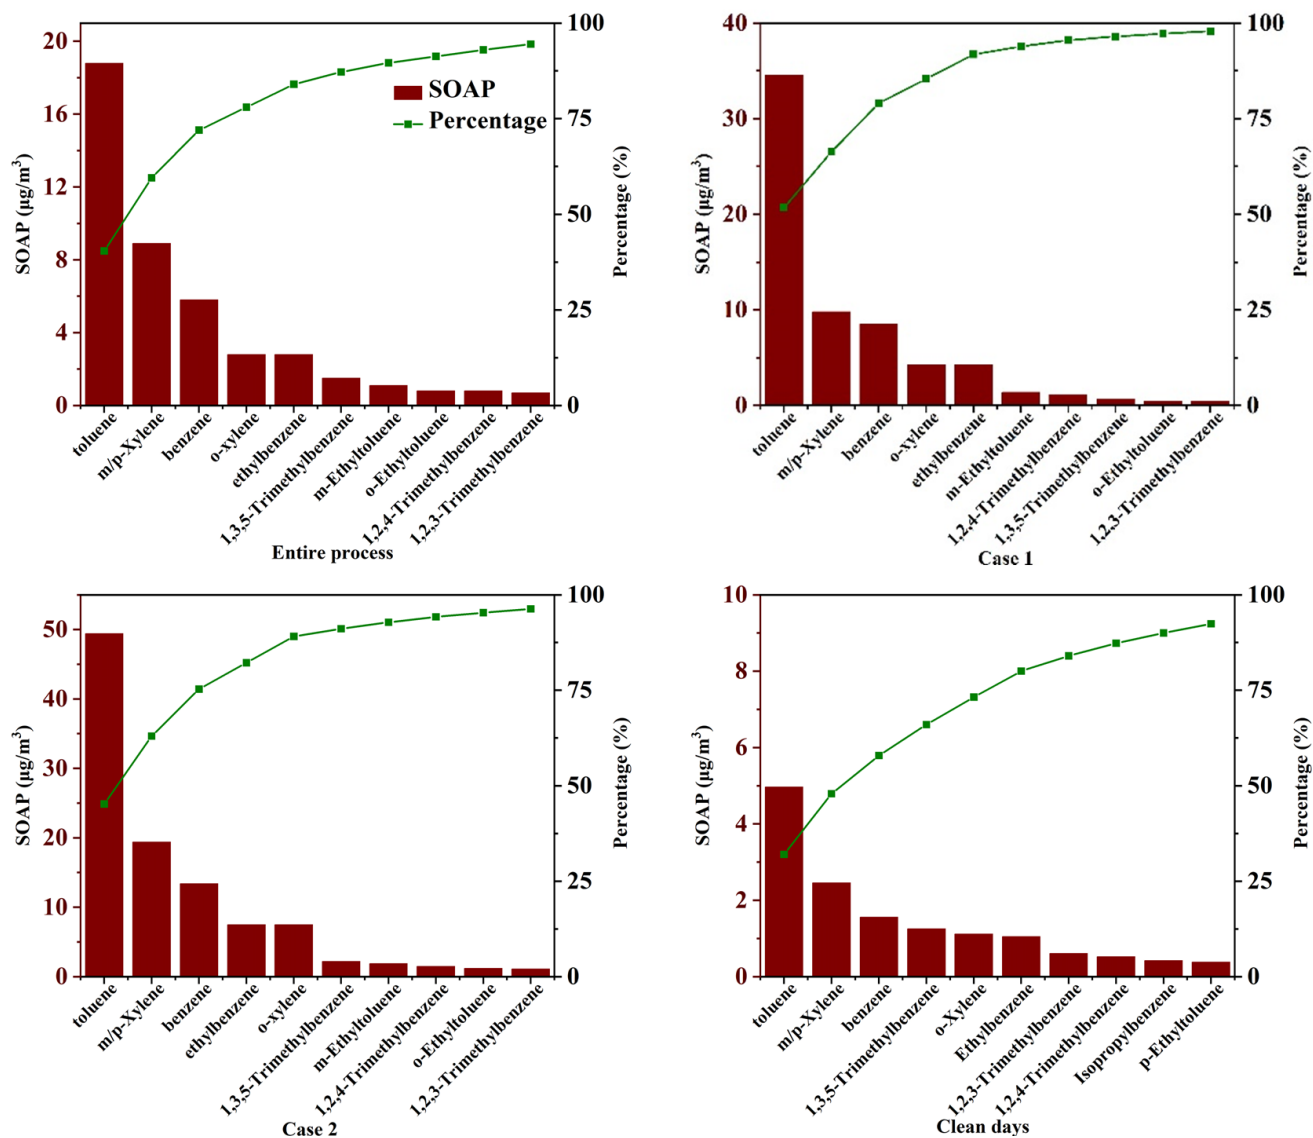 20
16
12
8
4
0
SOAP (μg/m³)
100
75
50
25
0
Percentage (%)
SOAP
Percentage
toluene
m/p-Xylene
benzene
o-xylene
ethylbenzene
1,3,5-Trimethylbenzene
m-Ethyltoluene
o-Ethyltoluene
1,2,4-Trimethylbenzene
1,2,3-Trimethylbenzene
Entire process
40
30
20
10
0
SOAP (μg/m³)
100
75
50
25
0
Percentage (%)
toluene
m/p-Xylene
benzene
o-xylene
ethylbenzene
m-Ethyltoluene
1,2,4-Trimethylbenzene
1,3,5-Trimethylbenzene
o-Ethyltoluene
1,2,3-Trimethylbenzene
Case 1
50
40
30
20
10
0
SOAP (μg/m³)
100
75
50
25
0
Percentage (%)
toluene
m/p-Xylene
benzene
ethylbenzene
o-xylene
1,3,5-Trimethylbenzene
m-Ethyltoluene
1,2,4-Trimethylbenzene
o-Ethyltoluene
1,2,3-Trimethylbenzene
Case 2
10
8
6
4
2
0
SOAP (μg/m³)
100
75
50
25
0
Percentage (%)
toluene
m/p-Xylene
benzene
1,3,5-Trimethylbenzene
o-Xylene
Ethylbenzene
1,2,3-Trimethylbenzene
1,2,4-Trimethylbenzene
Isopropylbenzene
p-Ethyltoluene
Clean days